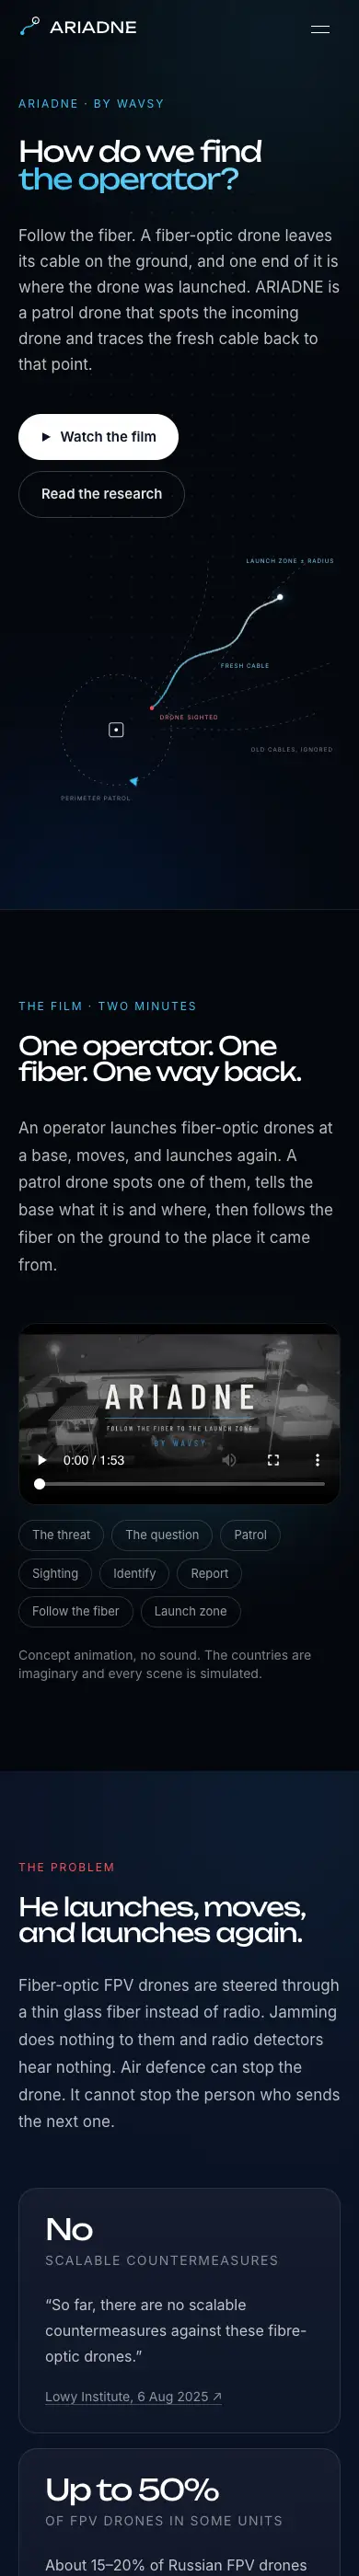 ARIADNE
ARIADNE · BY WAVSY
How do we find
the operator?
Follow the fiber. A fiber-optic drone leaves
its cable on the ground, and one end of it is
where the drone was launched. ARIADNE is
a patrol drone that spots the incoming
drone and traces the fresh cable back to
that point.
Watch the film
Read the research
LAUNCH ZONE ± RADIUS
FRESH CABLE
DRONE SIGHTED
OLD CABLES, IGNORED
PERIMETER PATROL
THE FILM · TWO MINUTES
One operator. One
fiber. One way back.
An operator launches fiber-optic drones at
a base, moves, and launches again. A
patrol drone spots one of them, tells the
base what it is and where, then follows the
fiber on the ground to the place it came
from.
ARIADNE
FOLLOW THE FIBER TO THE LAUNCH ZONE
BY WAVSY
0:00 / 1:53
The threat
The question
Patrol
Sighting
Identify
Report
Follow the fiber
Launch zone
Concept animation, no sound. The countries are
imaginary and every scene is simulated.
THE PROBLEM
He launches, moves,
and launches again.
Fiber-optic FPV drones are steered through
a thin glass fiber instead of radio. Jamming
does nothing to them and radio detectors
hear nothing. Air defence can stop the
drone. It cannot stop the person who sends
the next one.
No
SCALABLE COUNTERMEASURES
“So far, there are no scalable
countermeasures against these fibre-
optic drones.”
Lowy Institute, 6 Aug 2025 ↗
Up to 50%
OF FPV DRONES IN SOME UNITS
About 15–20% of Russian FPV drones